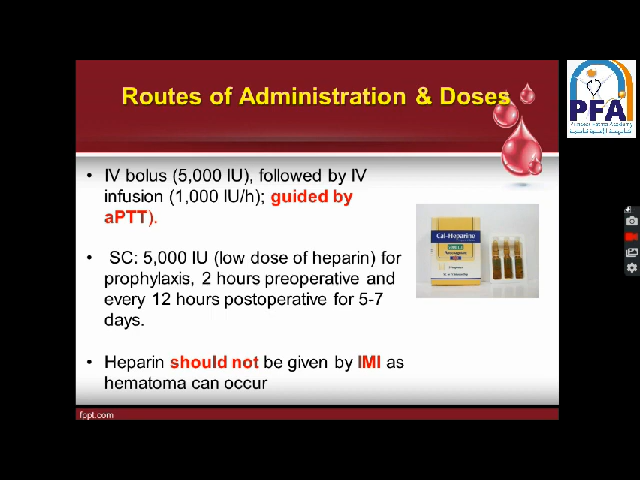 Routes of Administration & Doses
PFA
• IV bolus (5,000 IU), followed by IV
infusion (1,000 IU/h); guided by
aPTT).
• SC: 5,000 IU (low dose of heparin) for
prophylaxis, 2 hours preoperative and
every 12 hours postoperative for 5-7
days.
Cal-Heparine
• Heparin should not be given by IMI as
hematoma can occur
fppt.com